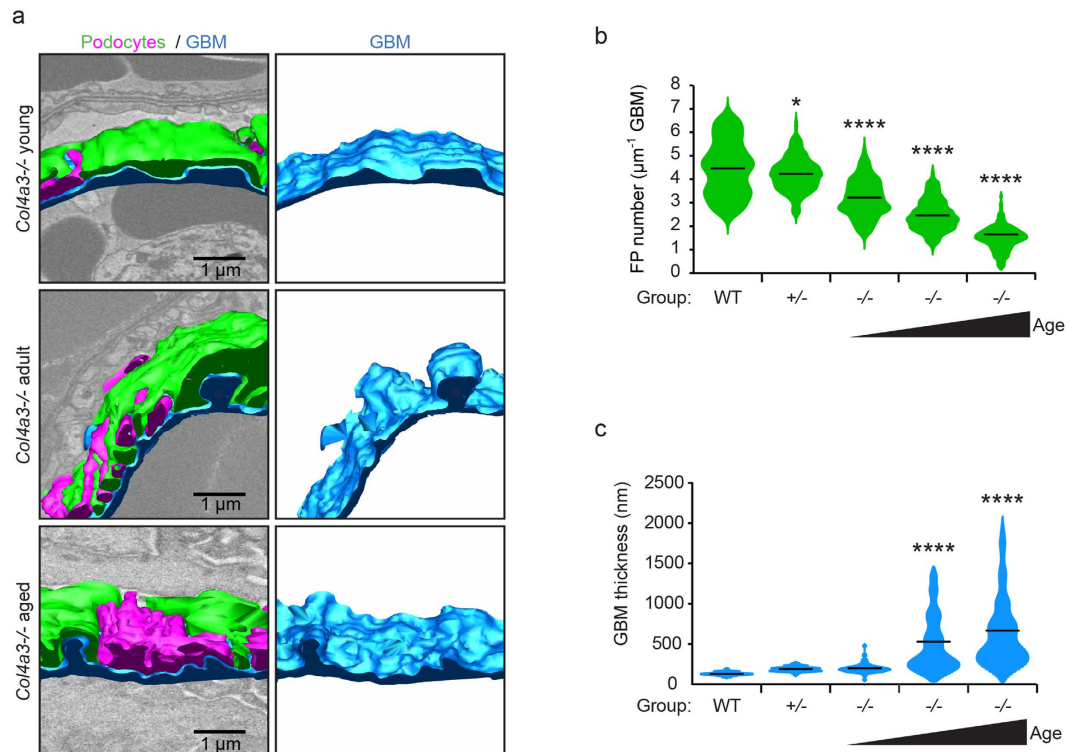 a
Podocytes / GBM
GBM
Col4a3-/- young
1 µm
Col4a3-/- adult
1 µm
Col4a3-/- aged
1 µm
b
FP number (µm⁻¹ GBM)
8
7
6
5
4
3
2
1
0
*
****
****
****
Group: WT +/- -/- -/- -/-
Age
c
GBM thickness (nm)
2500
2000
1500
1000
500
0
****
****
Group: WT +/- -/- -/- -/-
Age